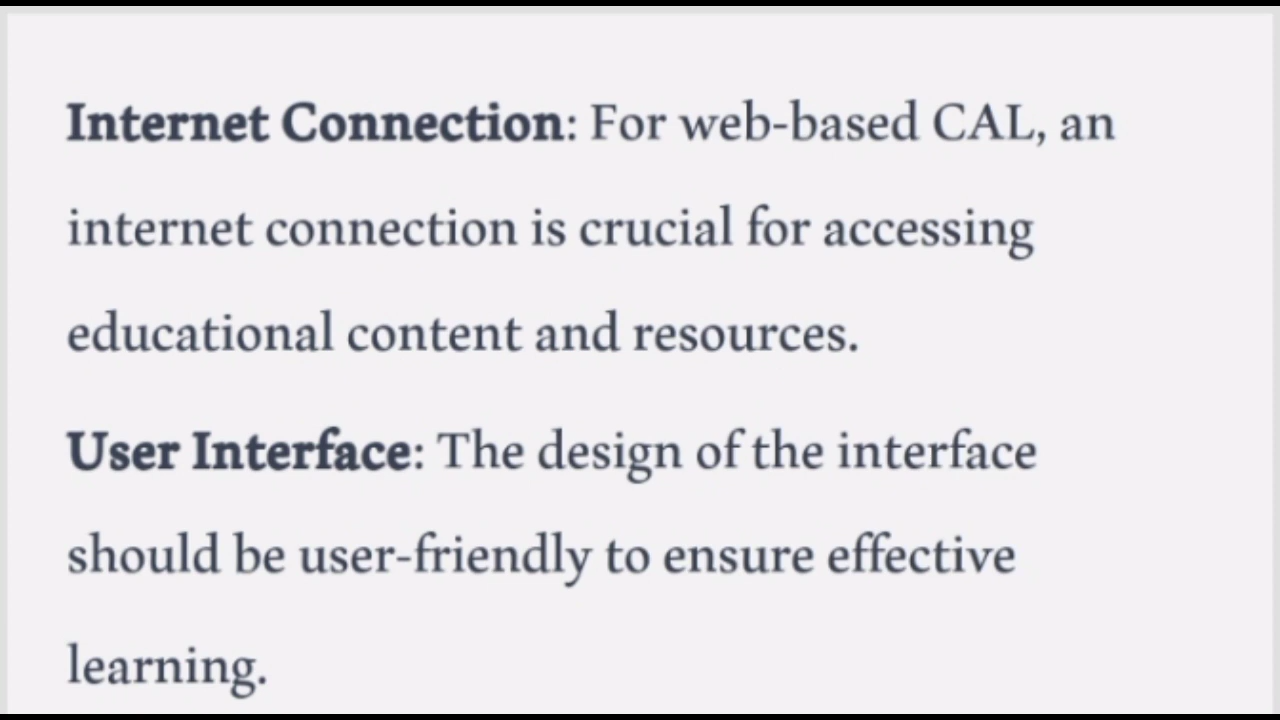 Internet Connection: For web-based CAL, an
internet connection is crucial for accessing
educational content and resources.
User Interface: The design of the interface
should be user-friendly to ensure effective
learning.